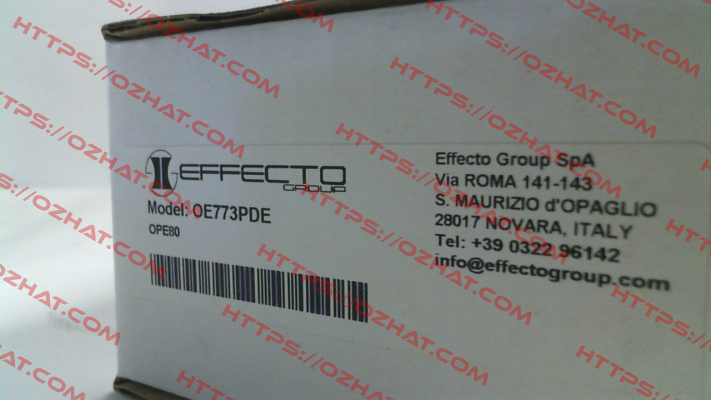 EFFECTO
GROUP
Model: OE773PDE
OPE80
Effecto Group SpA
Via ROMA 141-143
S. MAURIZIO d'OPAGLIO
28017 NOVARA, ITALY
Tel: +39 0322 96142
info@effectogroup.com
HTTPS://OZHAT.COM